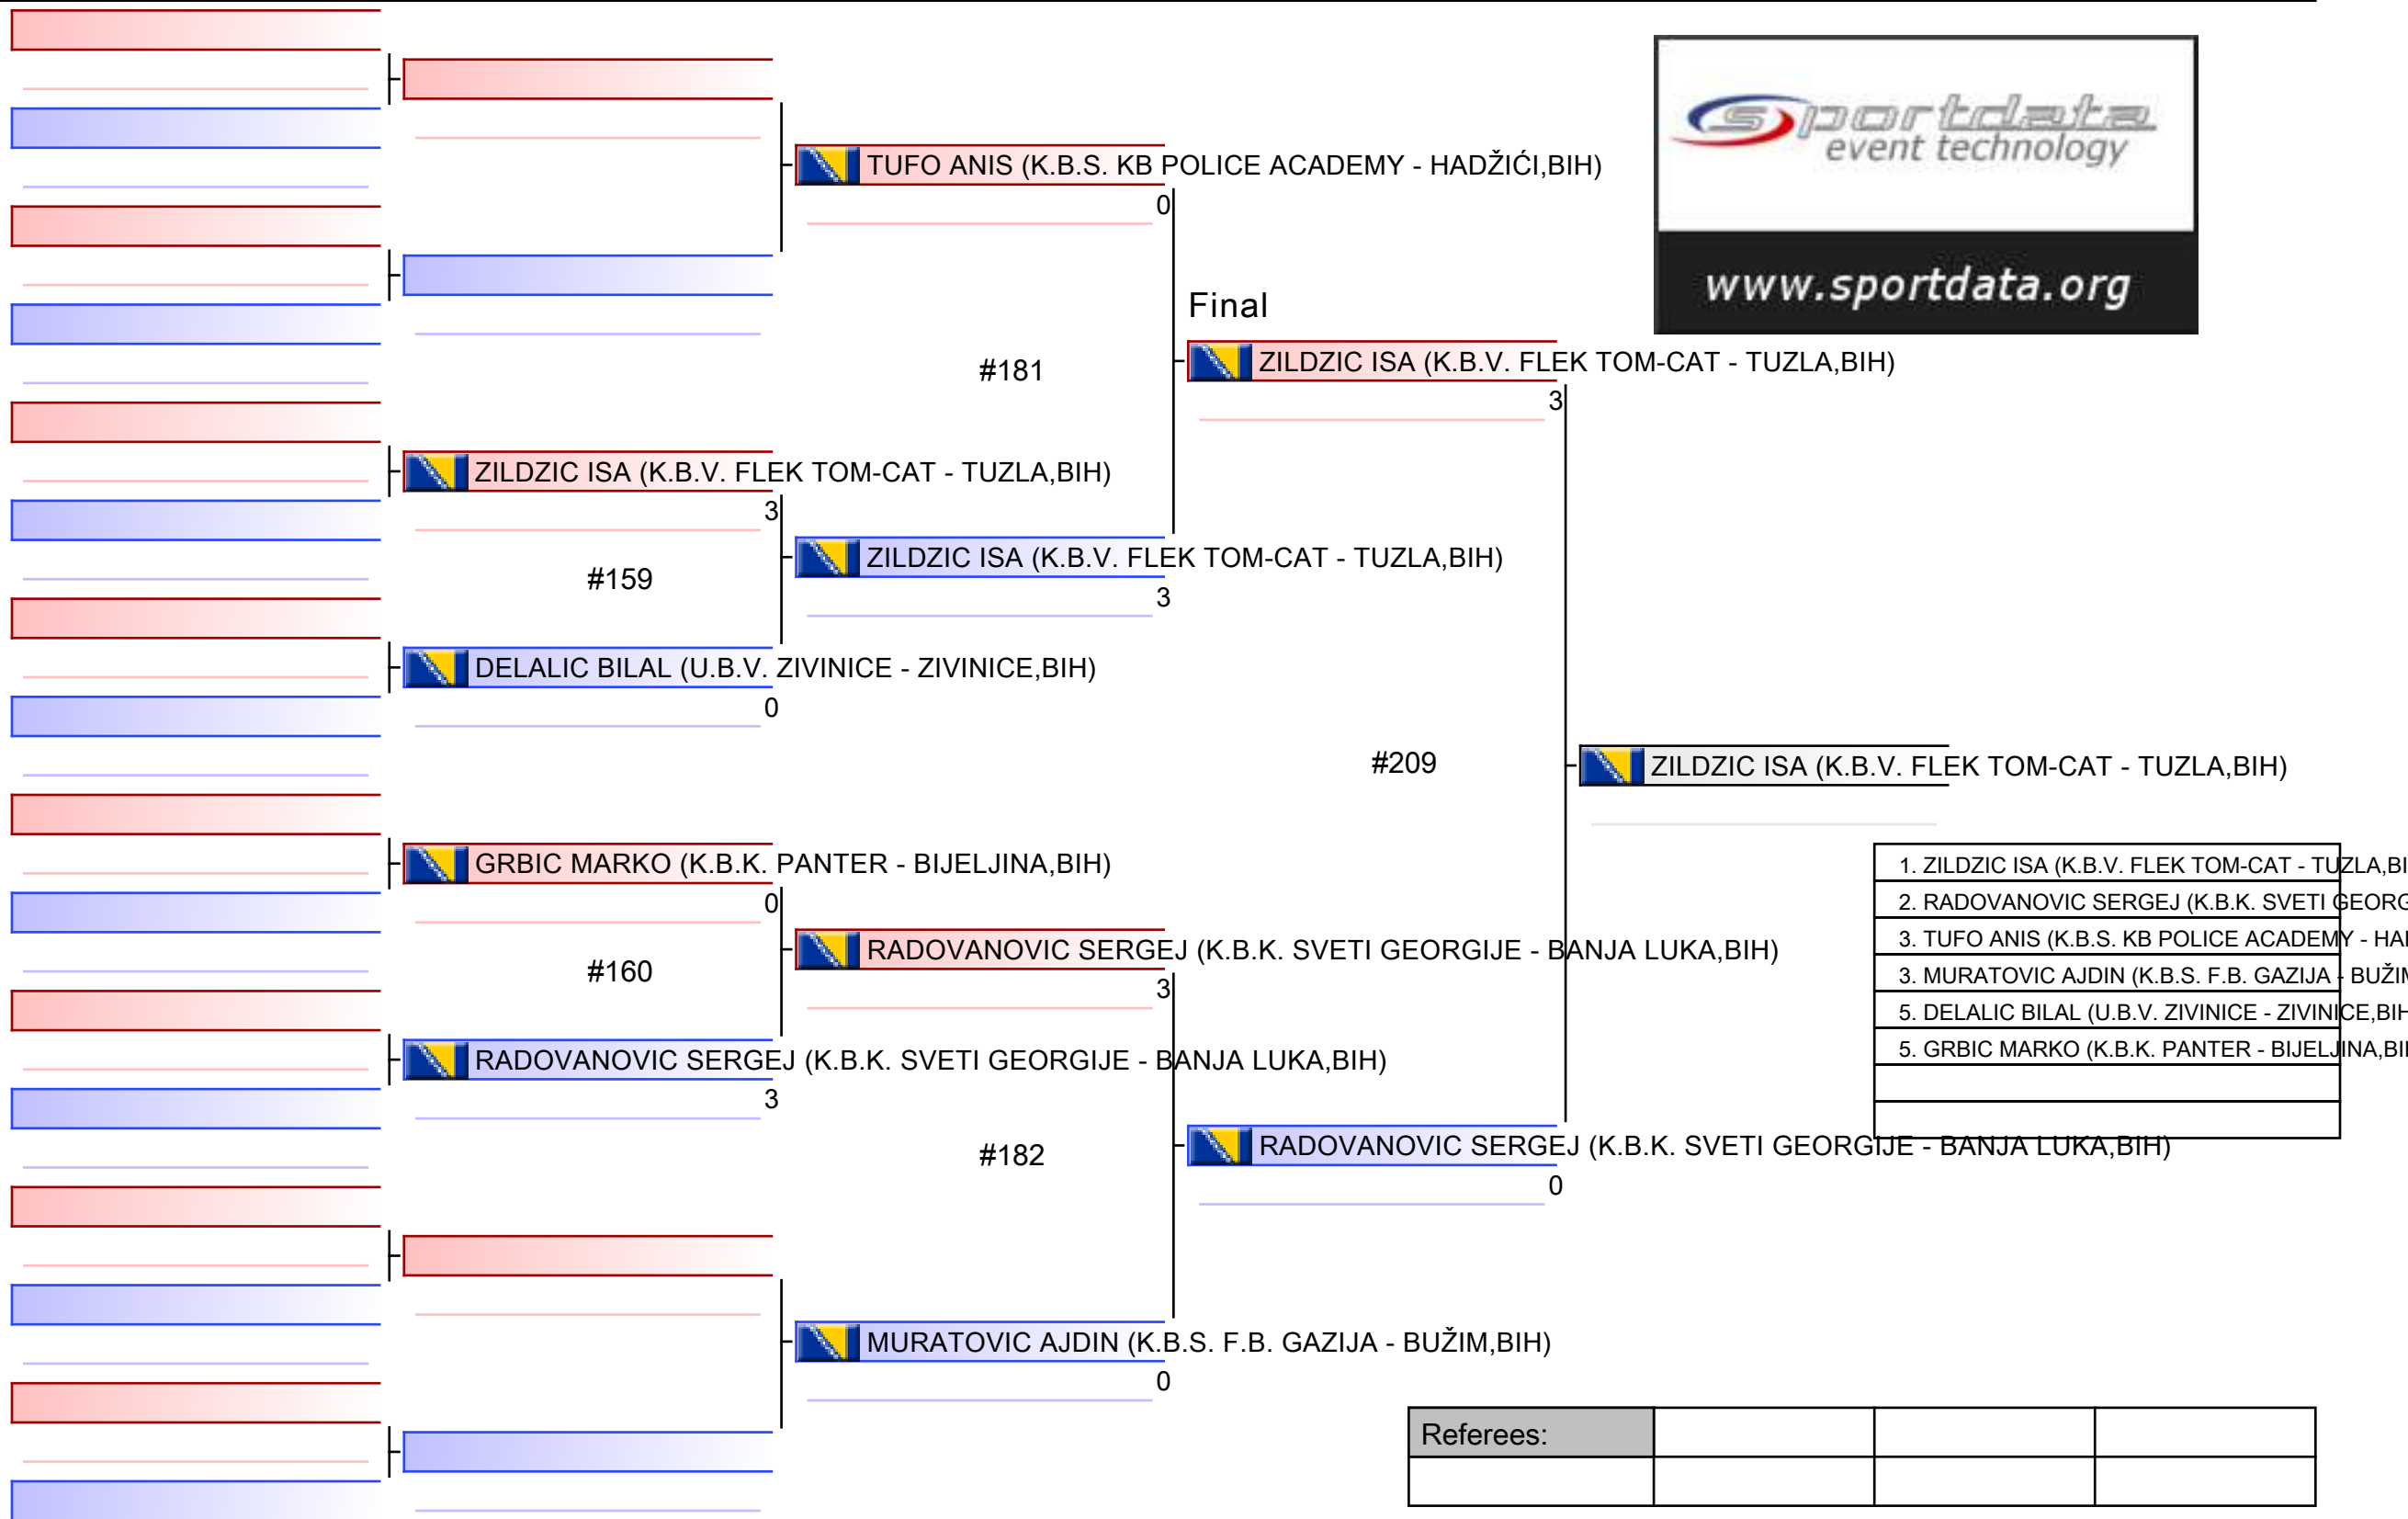 sportdata
event technology
www.sportdata.org
TUFO ANIS (K.B.S. KB POLICE ACADEMY - HADŽIĆI,BIH)
0
Final
#181
ZILDZIC ISA (K.B.V. FLEK TOM-CAT - TUZLA,BIH)
3
ZILDZIC ISA (K.B.V. FLEK TOM-CAT - TUZLA,BIH)
3
#159
ZILDZIC ISA (K.B.V. FLEK TOM-CAT - TUZLA,BIH)
3
DELALIC BILAL (U.B.V. ZIVINICE - ZIVINICE,BIH)
0
#209
ZILDZIC ISA (K.B.V. FLEK TOM-CAT - TUZLA,BIH)
GRBIC MARKO (K.B.K. PANTER - BIJELJINA,BIH)
0
RADOVANOVIC SERGEJ (K.B.K. SVETI GEORGIJE - BANJA LUKA,BIH)
3
#160
RADOVANOVIC SERGEJ (K.B.K. SVETI GEORGIJE - BANJA LUKA,BIH)
3
#182
RADOVANOVIC SERGEJ (K.B.K. SVETI GEORGIJE - BANJA LUKA,BIH)
0
MURATOVIC AJDIN (K.B.S. F.B. GAZIJA - BUŽIM,BIH)
0
1. ZILDZIC ISA (K.B.V. FLEK TOM-CAT - TUZLA,BI
2. RADOVANOVIC SERGEJ (K.B.K. SVETI GEORG
3. TUFO ANIS (K.B.S. KB POLICE ACADEMY - HA
3. MURATOVIC AJDIN (K.B.S. F.B. GAZIJA - BUŽI
5. DELALIC BILAL (U.B.V. ZIVINICE - ZIVINICE,BIH
5. GRBIC MARKO (K.B.K. PANTER - BIJELJINA,BI
Referees: